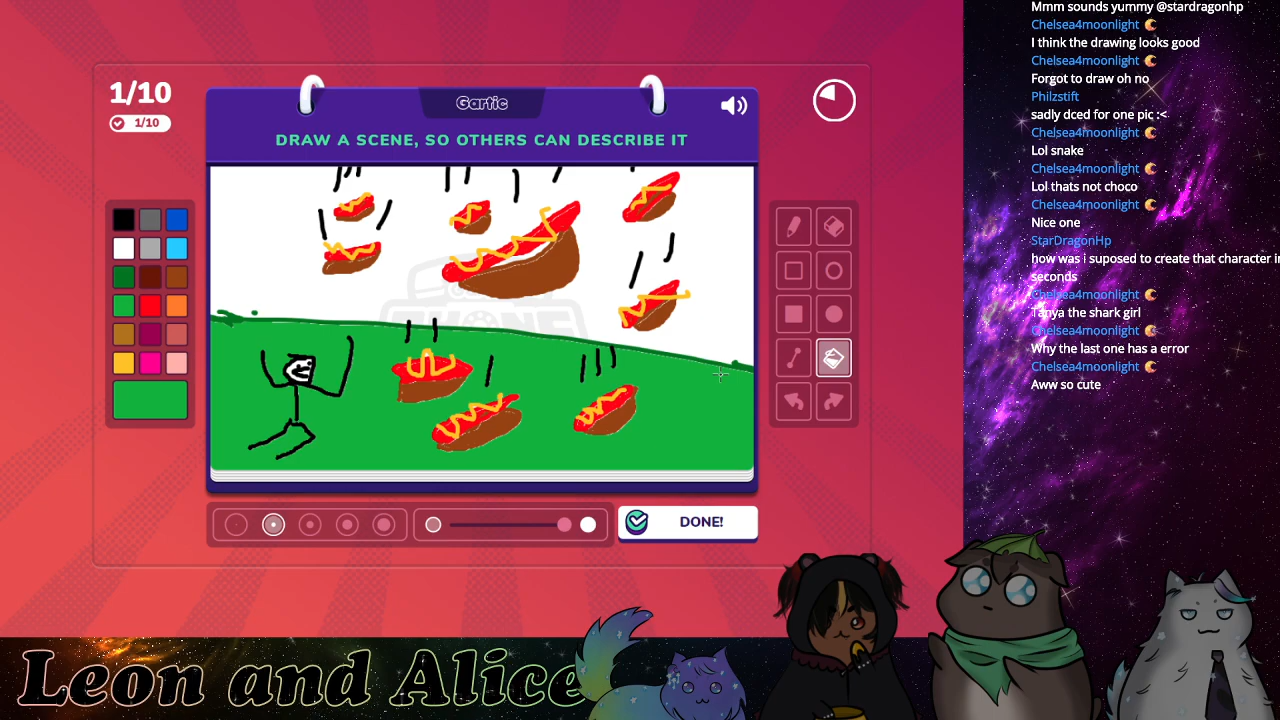 1/10
1/10
Gartic
DRAW A SCENE, SO OTHERS CAN DESCRIBE IT
DONE!
Mmm sounds yummy @stardragonhp
Chelsea4moonlight
I think the drawing looks good
Chelsea4moonlight
Forgot to draw oh no
Philzstift
sadly dced for one pic :<
Chelsea4moonlight
Lol snake
Chelsea4moonlight
Lol thats not choco
Chelsea4moonlight
Nice one
StarDragonHp
how was i suposed to create that character in
seconds
Chelsea4moonlight
Tanya the shark girl
Chelsea4moonlight
Why the last one has a error
Chelsea4moonlight
Aww so cute
Leon and Alice